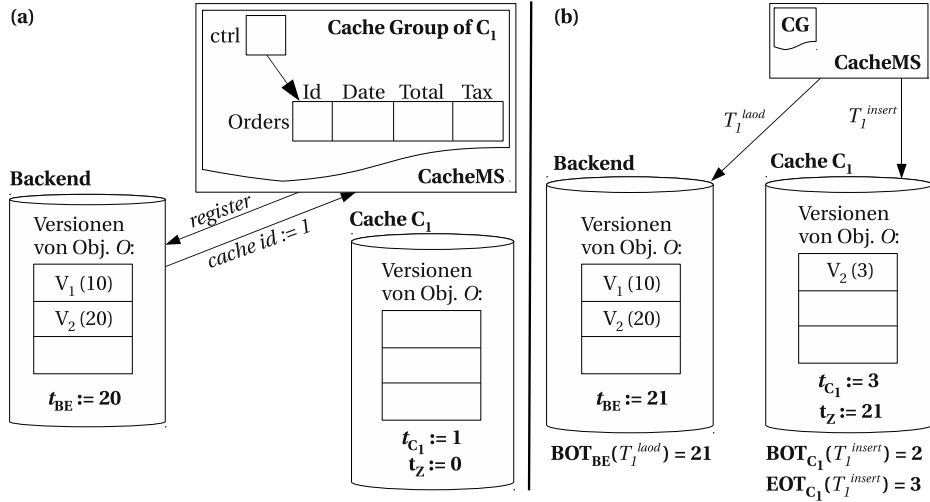 (a)
ctrl
Cache Group of C1
Id Date Total Tax
Orders
CacheMS
Backend
register
cache id := 1
Versionen
von Obj. O:
V1 (10)
V2 (20)
tBE := 20
Cache C1
Versionen
von Obj. O:
tC1 := 1
tZ := 0
(b)
CG
CacheMS
T1laod
T1insert
Backend
Versionen
von Obj. O:
V1 (10)
V2 (20)
tBE := 21
BOTBE(T1laod) = 21
Cache C1
Versionen
von Obj. O:
V2 (3)
tC1 := 3
tZ := 21
BOTC1(T1insert) = 2
EOTC1(T1insert) = 3